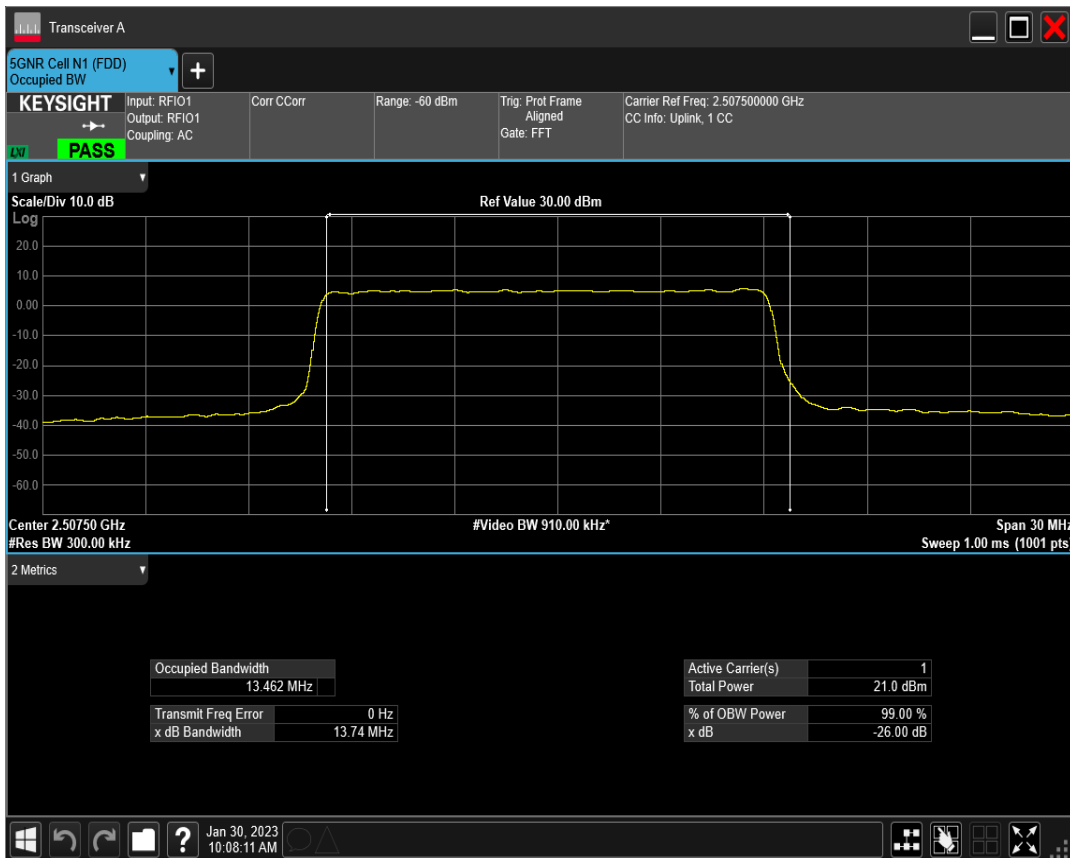 Transceiver A
5GNR Cell N1 (FDD)
Occupied BW
+
KEYSIGHT
LXI
PASS
Input: RFIO1
Output: RFIO1
Coupling: AC
Corr CCorr
Range: -60 dBm
Trig: Prot Frame
Aligned
Gate: FFT
Carrier Ref Freq: 2.507500000 GHz
CC Info: Uplink, 1 CC
1 Graph
Scale/Div 10.0 dB
Ref Value 30.00 dBm
Log
20.0
10.0
0.00
-10.0
-20.0
-30.0
-40.0
-50.0
-60.0
Center 2.50750 GHz
#Video BW 910.00 kHz*
Span 30 MHz
#Res BW 300.00 kHz
Sweep 1.00 ms (1001 pts)
2 Metrics
Occupied Bandwidth
13.462 MHz
Transmit Freq Error 0 Hz
x dB Bandwidth 13.74 MHz
Active Carrier(s) 1
Total Power 21.0 dBm
% of OBW Power 99.00 %
x dB -26.00 dB
?
Jan 30, 2023
10:08:11 AM